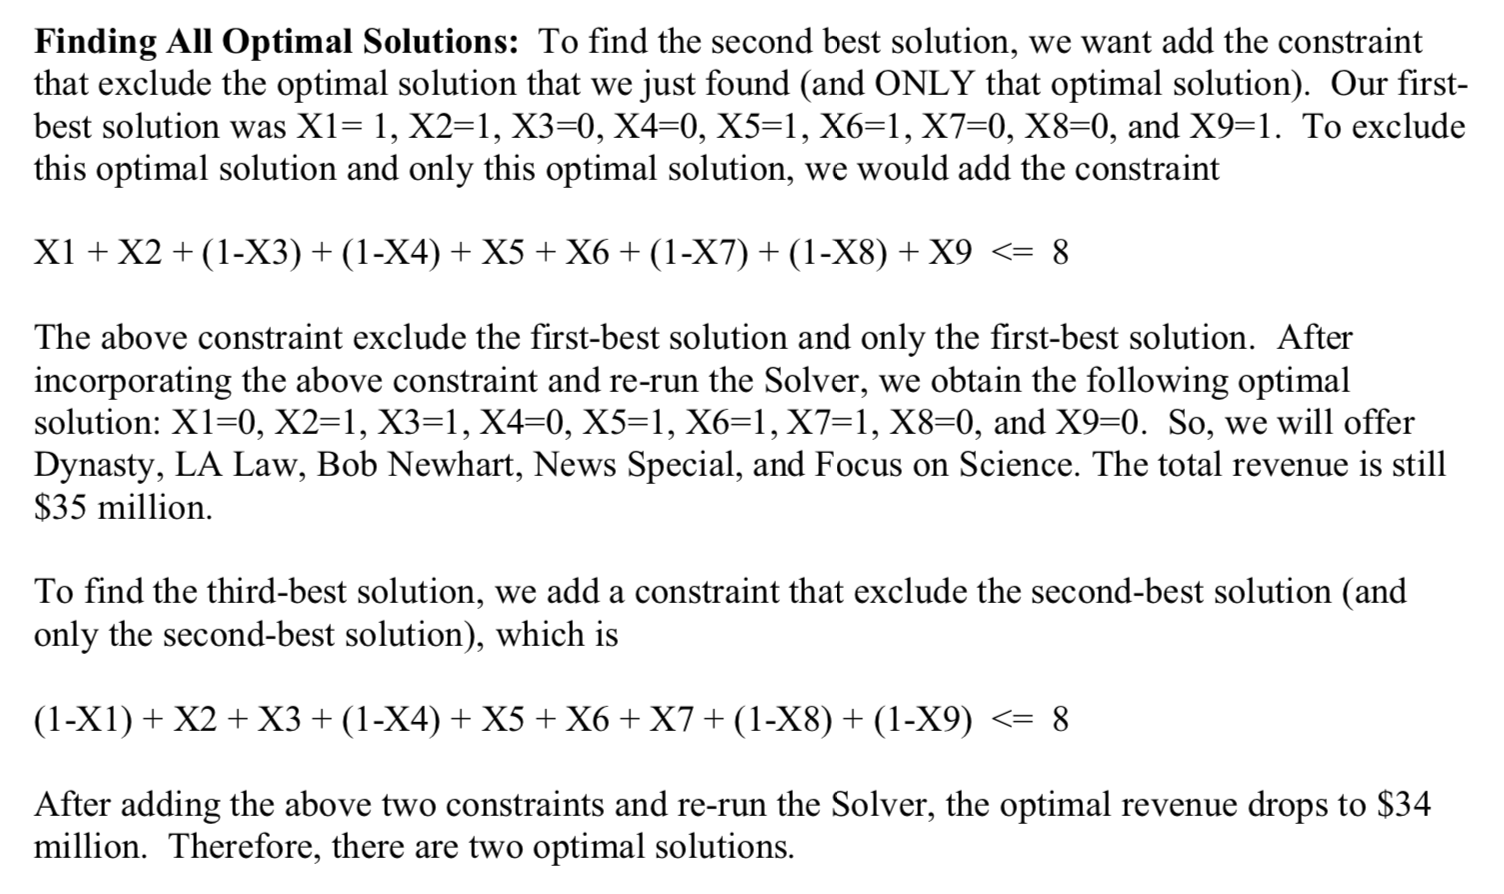 Finding All Optimal Solutions: To find the second best solution, we want add the constraint
that exclude the optimal solution that we just found (and ONLY that optimal solution). Our first-
best solution was X1= 1, X2=1, X3=0, X4=0, X5=1, X6=1, X7=0, X8=0, and X9=1. To exclude
this optimal solution and only this optimal solution, we would add the constraint
X1 + X2 + (1-X3) + (1-X4) + X5 + X6 + (1-X7) + (1-X8) + X9 <= 8
The above constraint exclude the first-best solution and only the first-best solution. After
incorporating the above constraint and re-run the Solver, we obtain the following optimal
solution: X1=0, X2=1, X3=1, X4=0, X5=1, X6=1, X7=1, X8=0, and X9=0. So, we will offer
Dynasty, LA Law, Bob Newhart, News Special, and Focus on Science. The total revenue is still
$35 million.
To find the third-best solution, we add a constraint that exclude the second-best solution (and
only the second-best solution), which is
(1-X1) + X2 + X3 + (1-X4) + X5 + X6 + X7 + (1-X8) + (1-X9) <= 8
After adding the above two constraints and re-run the Solver, the optimal revenue drops to $34
million. Therefore, there are two optimal solutions.